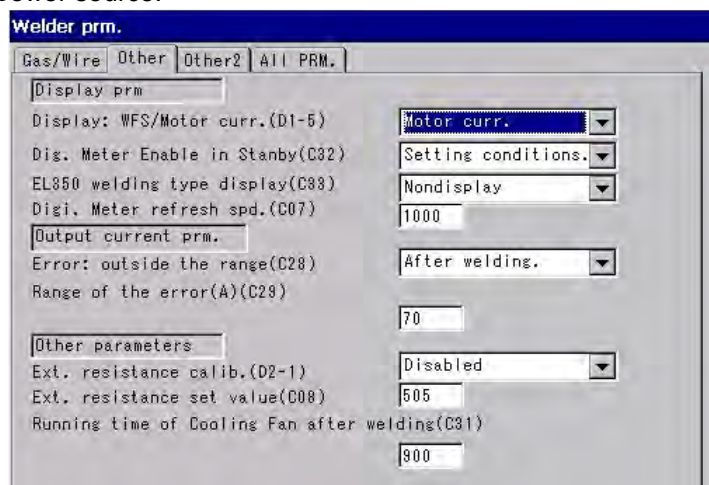 power source.
Welder prm.
Gas/Wire Other Other2 All PRM.
Display prm
Display: WFS/Motor curr.(D1-5) Motor curr.
Dig. Meter Enable in Stanby(C32) Setting conditions.
EL350 welding type display(C33) Nondisplay
Digi. Meter refresh spd.(C07) 1000
Output current prm.
Error: outside the range(C28) After welding.
Range of the error(A)(C29)
70
Other parameters
Ext. resistance calib.(D2-1) Disabled
Ext. resistance set value(C08) 505
Running time of Cooling Fan after welding(C31)
900